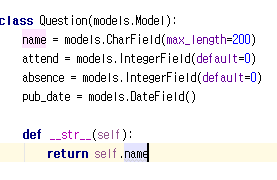 class Question(models.Model):
    name = models.CharField(max_length=200)
    attend = models.IntegerField(default=0)
    absence = models.IntegerField(default=0)
    pub_date = models.DateField()

    def __str__(self):
        return self.name